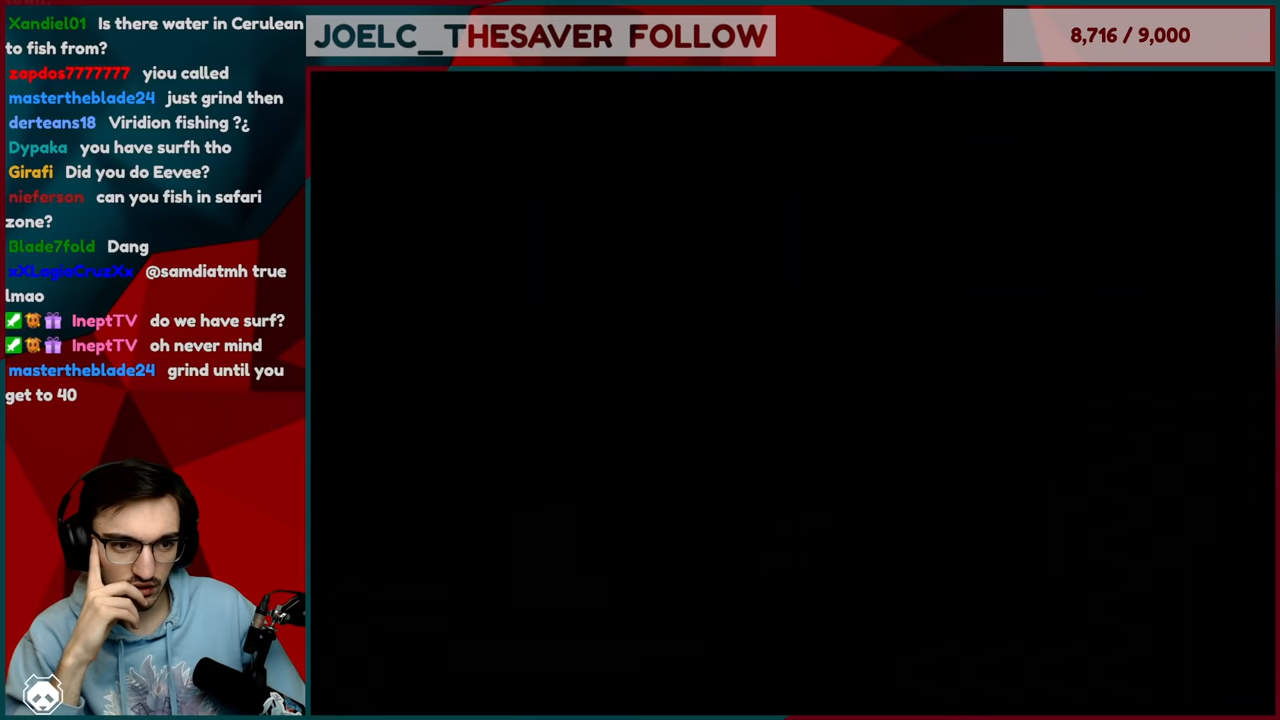 Xandiel01 Is there water in Cerulean
to fish from?
zapdos7777777 yiou called
mastertheblade24 just grind then
derteans18 Viridion fishing ?¿
Dypaka you have surfh tho
Girafi Did you do Eevee?
nieferson can you fish in safari
zone?
Blade7fold Dang
xXLagiaCruzXx @samdiatmh true
lmao
IneptTV do we have surf?
IneptTV oh never mind
mastertheblade24 grind until you
get to 40
JOELC_THESAVER FOLLOW
8,716 / 9,000